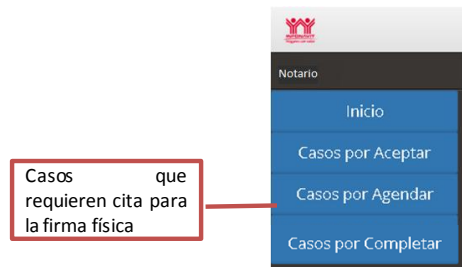 Notario
Inicio
Casos por Aceptar
Casos que
requieren cita para
la firma física
Casos por Agendar
Casos por Completar